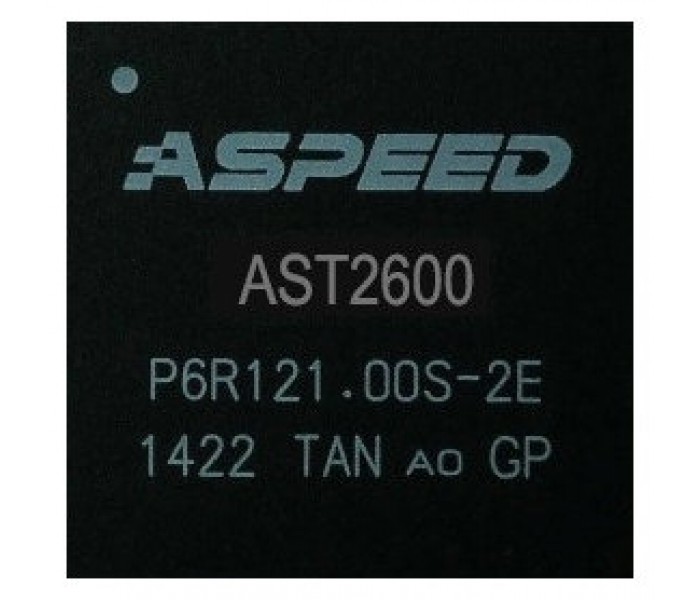 ASPEED
AST2600
P6R121.00S-2E
1422 TAN A0 GP